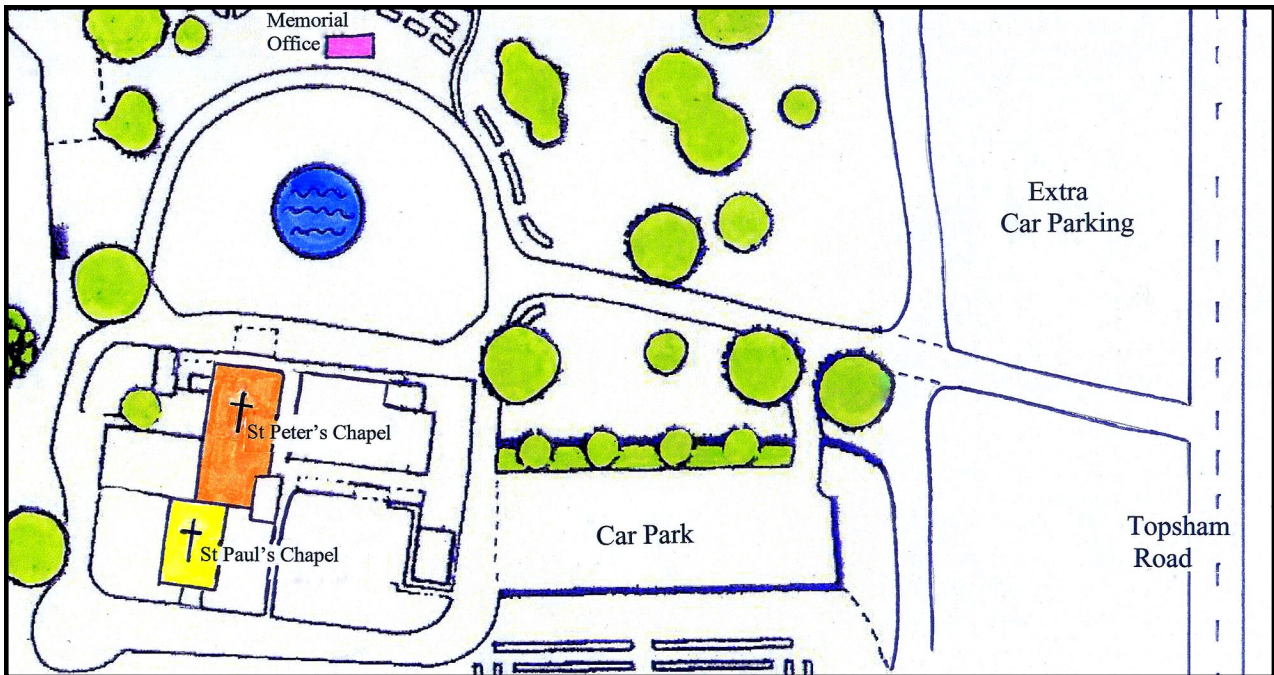 Memorial
Office
Extra
Car Parking
St Peter's Chapel
Car Park
Topsham
Road
St Paul's Chapel